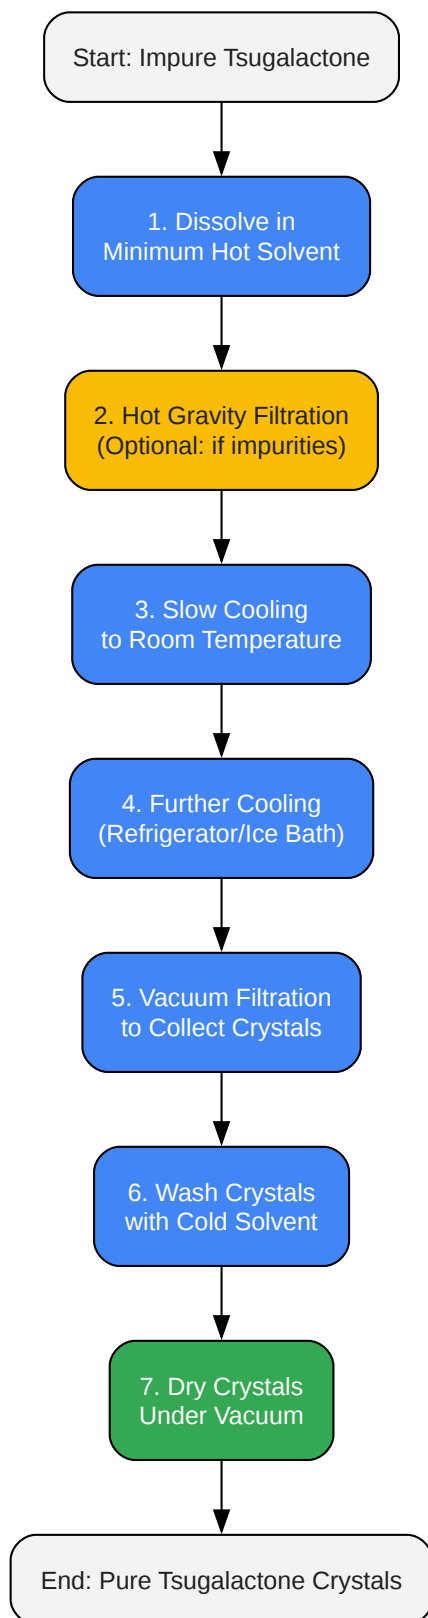 Start: Impure Tsugalactone
1. Dissolve in
Minimum Hot Solvent
2. Hot Gravity Filtration
(Optional: if impurities)
3. Slow Cooling
to Room Temperature
4. Further Cooling
(Refrigerator/Ice Bath)
5. Vacuum Filtration
to Collect Crystals
6. Wash Crystals
with Cold Solvent
7. Dry Crystals
Under Vacuum
End: Pure Tsugalactone Crystals